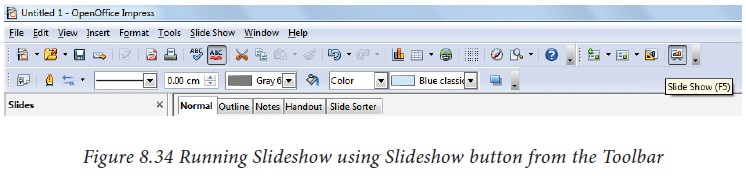 Untitled 1 - OpenOffice Impress
File Edit View Insert Format Tools Slide Show Window Help
0.00 cm Gray 6 Color Blue classic
Slide Show (F5)
Slides Normal Outline Notes Handout Slide Sorter
Figure 8.34 Running Slideshow using Slideshow button from the Toolbar